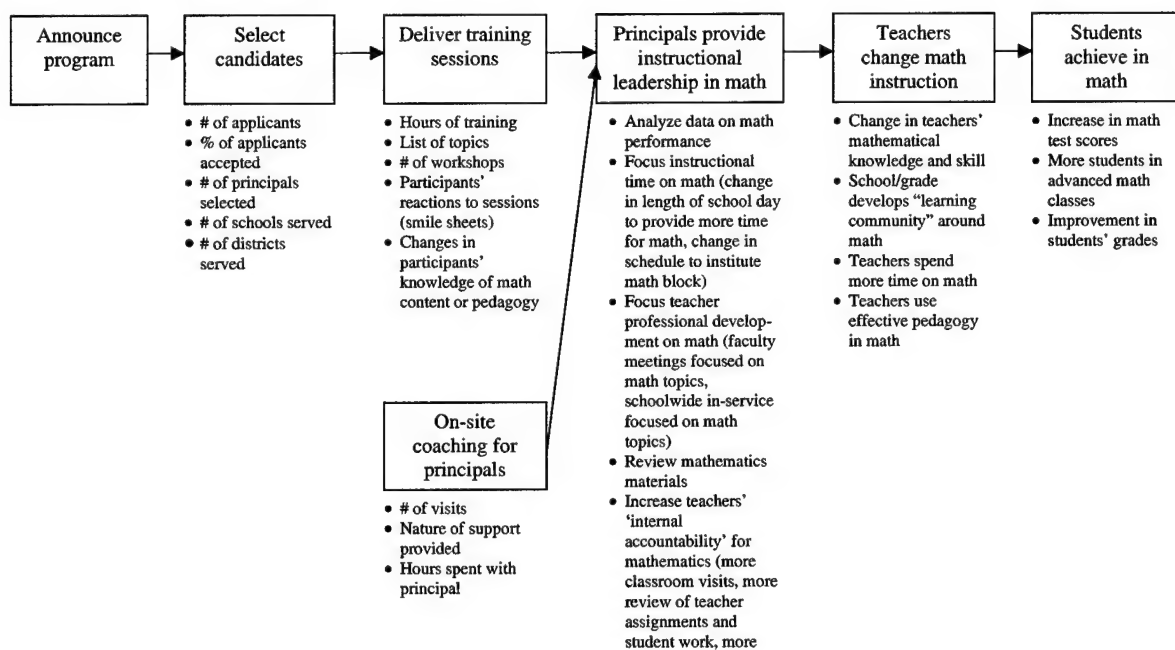 Announce
program
Select
candidates
• # of applicants
• % of applicants
accepted
• # of principals
selected
• # of schools served
• # of districts
served
Deliver training
sessions
• Hours of training
• List of topics
• # of workshops
• Participants'
reactions to sessions
(smile sheets)
• Changes in
participants'
knowledge of math
content or pedagogy
On-site
coaching for
principals
• # of visits
• Nature of support
provided
• Hours spent with
principal
Principals provide
instructional
leadership in math
• Analyze data on math
performance
• Focus instructional
time on math (change
in length of school day
to provide more time
for math, change in
schedule to institute
math block)
• Focus teacher
professional develop-
ment on math (faculty
meetings focused on
math topics,
schoolwide in-service
focused on math
topics)
• Review mathematics
materials
• Increase teachers'
'internal
accountability' for
mathematics (more
classroom visits, more
review of teacher
assignments and
student work, more
Teachers
change math
instruction
• Change in teachers'
mathematical
knowledge and skill
• School/grade
develops "learning
community" around
math
• Teachers spend
more time on math
• Teachers use
effective pedagogy
in math
Students
achieve in
math
• Increase in math
test scores
• More students in
advanced math
classes
• Improvement in
students' grades